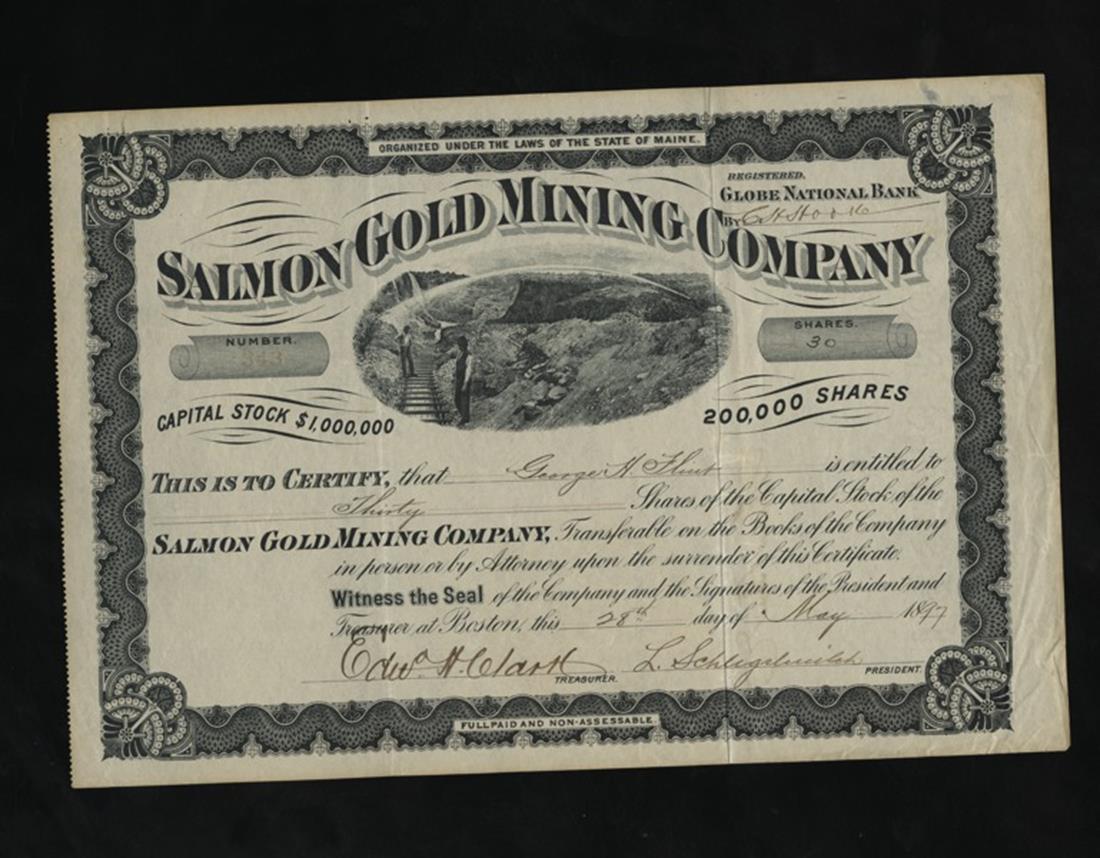 ORGANIZED UNDER THE LAWS OF THE STATE OF MAINE.
REGISTERED.
GLOBE NATIONAL BANK
By
SALMON GOLD MINING COMPANY
NUMBER.
343
SHARES.
30
CAPITAL STOCK $1,000,000
200,000 SHARES
THIS IS TO CERTIFY, that George H Flint is entitled to
Thirty Shares of the Capital Stock of the
SALMON GOLD MINING COMPANY, Transferable on the Books of the Company
in person or by Attorney upon the surrender of this Certificate.
Witness the Seal of the Company and the Signatures of the President and
Treasurer at Boston, this 28th day of May 1897
Edwd. H. Clark
TREASURER.
L. Schlegelmilch
PRESIDENT.
FULL PAID AND NON-ASSESSABLE.